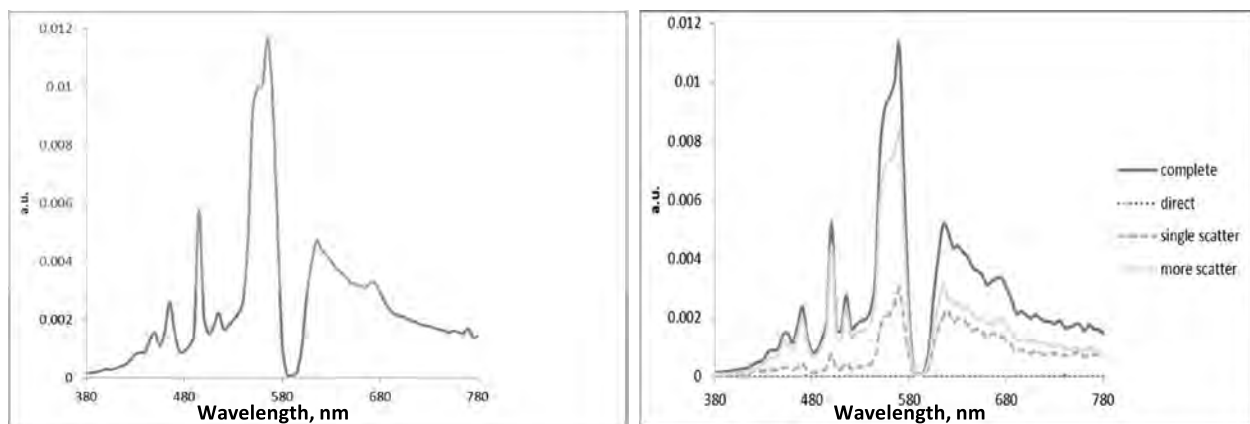 0.012
0.01
0.008
0.006
0.004
0.002
0
a.u.
380 480 580 680 780
Wavelength, nm
0.012
0.01
0.008
0.006
0.004
0.002
0
a.u.
380 480 580 680 780
Wavelength, nm
complete
direct
single scatter
more scatter